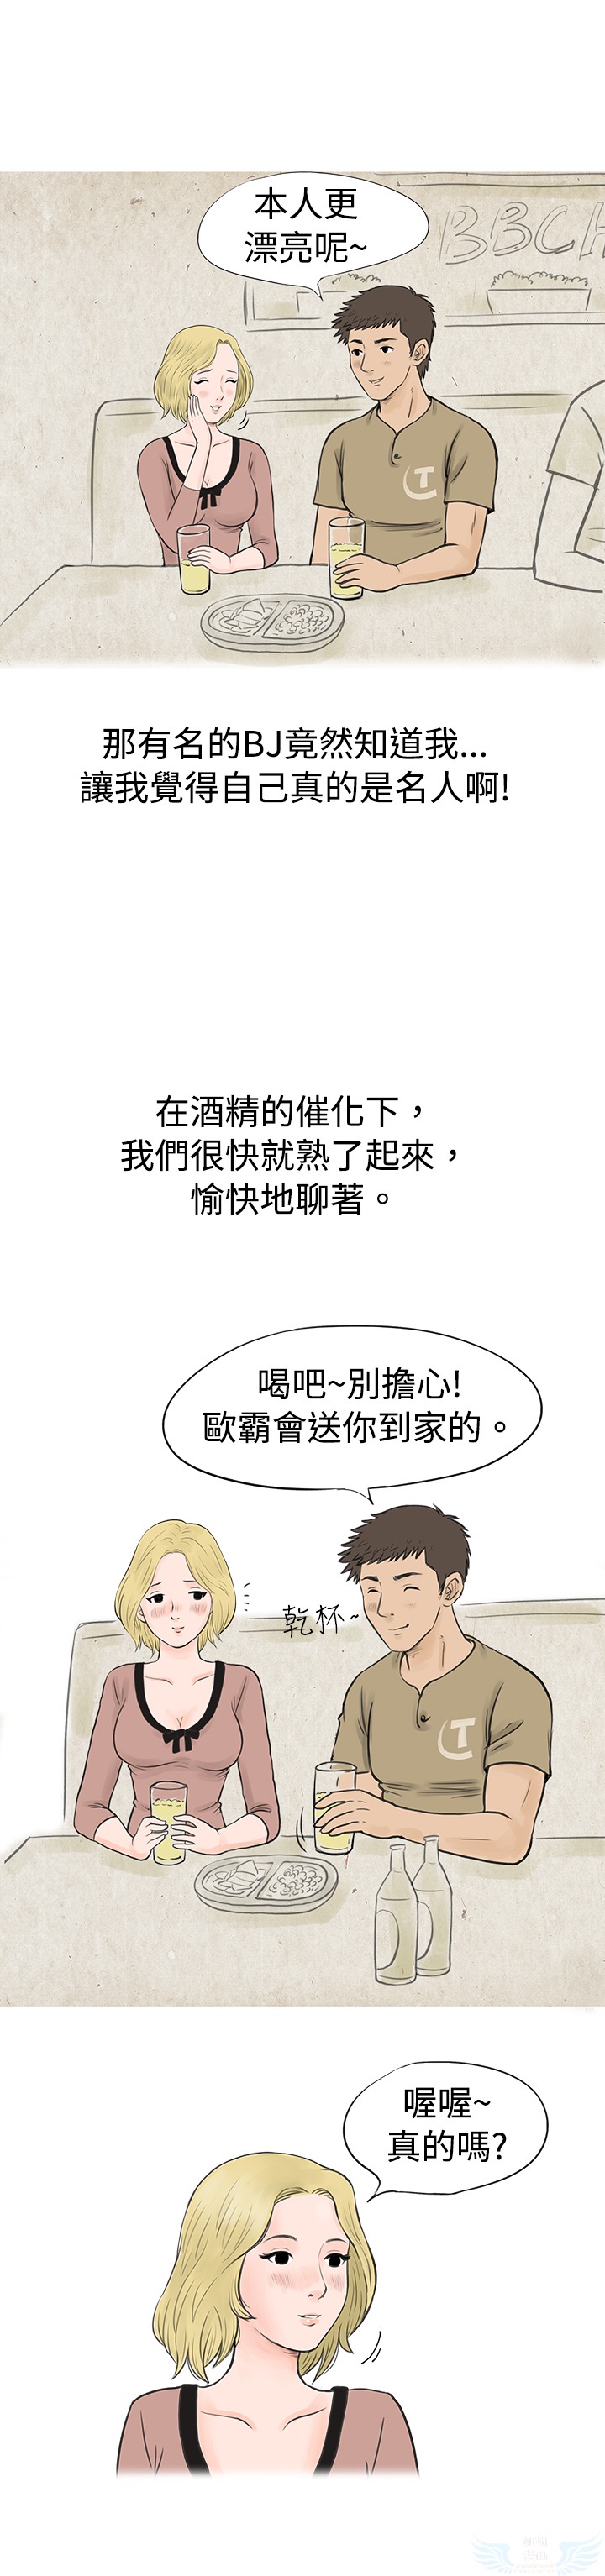 本人更
漂亮呢~
BBCH
T
那有名的BJ竟然知道我...
讓我覺得自己真的是名人啊!
在酒精的催化下，
我們很快就熟了起來，
愉快地聊著。
喝吧~別擔心!
歐霸會送你到家的。
乾杯~
T
喔喔~
真的嗎?